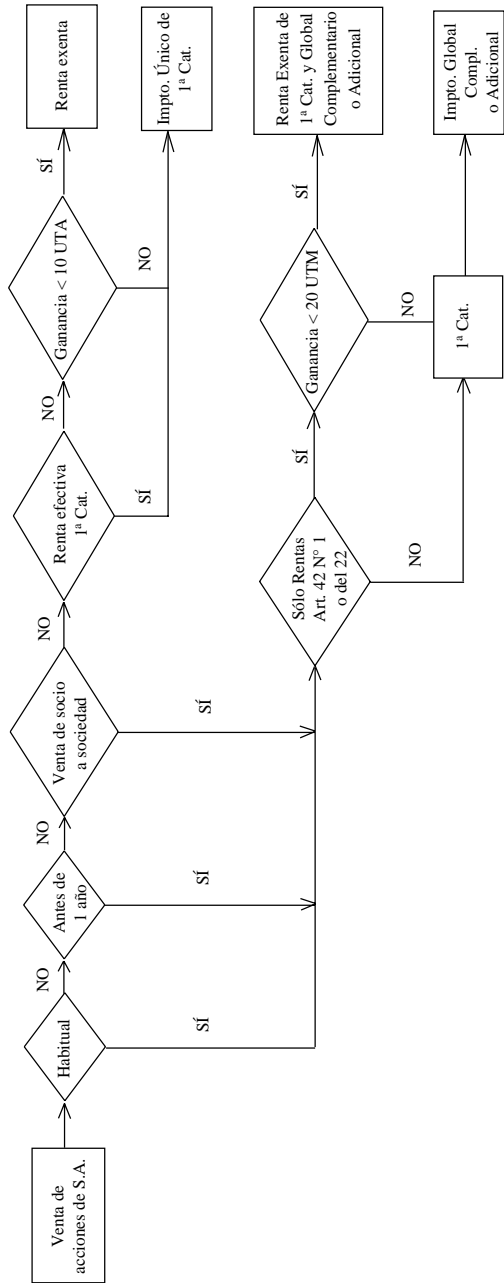 Venta de
acciones de S.A.
Habitual
NO
SÍ
Antes de
1 año
NO
SÍ
Venta de socio
a sociedad
NO
SÍ
Renta efectiva
1ª Cat.
NO
SÍ
Ganancia < 10 UTA
SÍ
NO
Renta exenta
Impto. Único de
1ª Cat.
Sólo Rentas
Art. 42 N° 1
o del 22
SÍ
NO
Ganancia < 20 UTM
SÍ
NO
Renta Exenta de
1ª Cat. y Global
Complementario
o Adicional
1ª Cat.
Impto. Global
Compl.
o Adicional